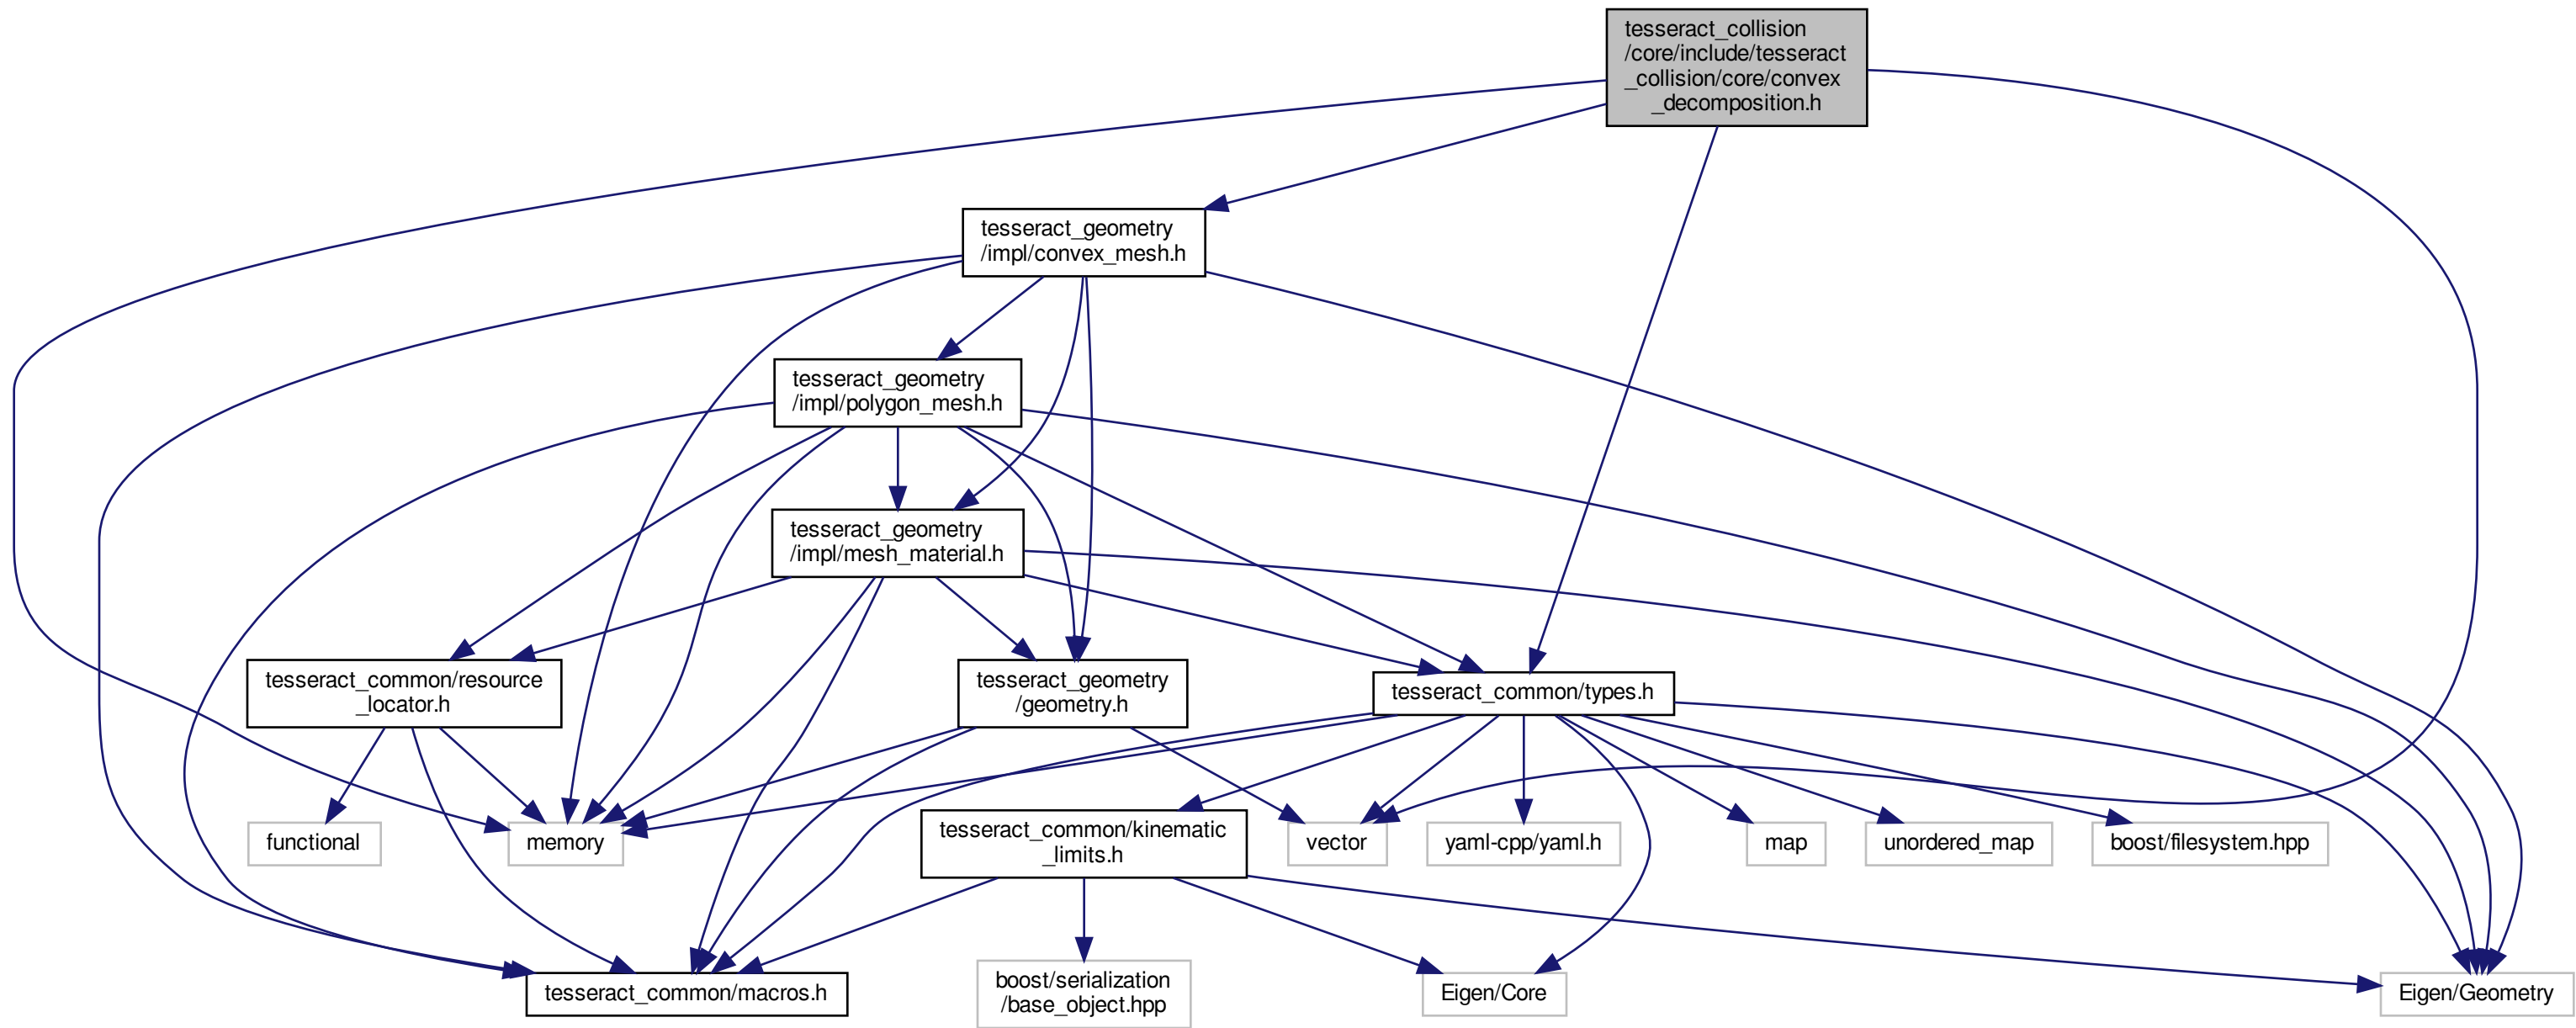 tesseract_collision
/core/include/tesseract
_collision/core/convex
_decomposition.h
tesseract_geometry
/impl/convex_mesh.h
tesseract_geometry
/impl/polygon_mesh.h
tesseract_geometry
/impl/mesh_material.h
tesseract_common/resource
_locator.h
tesseract_geometry
/geometry.h
tesseract_common/types.h
functional
memory
tesseract_common/kinematic
_limits.h
vector
yaml-cpp/yaml.h
map
unordered_map
boost/filesystem.hpp
tesseract_common/macros.h
boost/serialization
/base_object.hpp
Eigen/Core
Eigen/Geometry